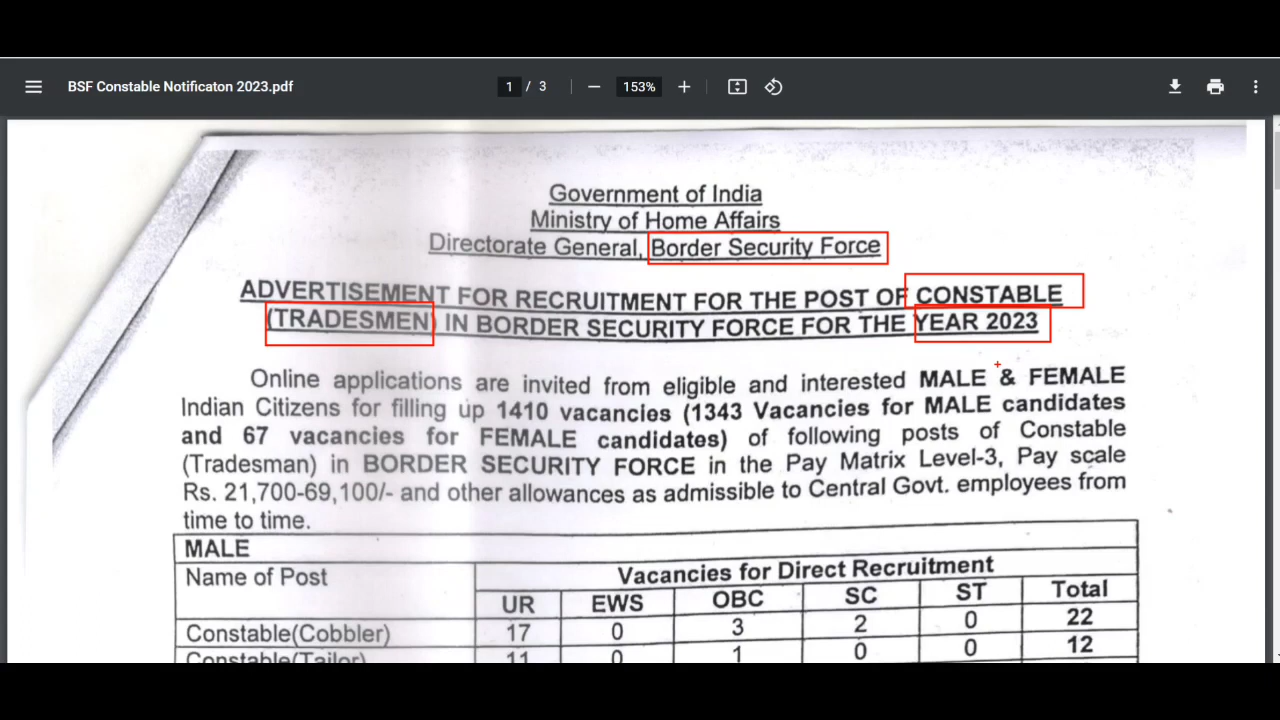 BSF Constable Notificaton 2023.pdf
1 / 3
153%
Government of India
Ministry of Home Affairs
Directorate General, Border Security Force
ADVERTISEMENT FOR RECRUITMENT FOR THE POST OF CONSTABLE
(TRADESMEN) IN BORDER SECURITY FORCE FOR THE YEAR 2023
Online applications are invited from eligible and interested MALE & FEMALE
Indian Citizens for filling up 1410 vacancies (1343 Vacancies for MALE candidates
and 67 vacancies for FEMALE candidates) of following posts of Constable
(Tradesman) in BORDER SECURITY FORCE in the Pay Matrix Level-3, Pay scale
Rs. 21,700-69,100/- and other allowances as admissible to Central Govt. employees from
time to time.
MALE
Name of Post Vacancies for Direct Recruitment
UR EWS OBC SC ST Total
Constable(Cobbler) 17 0 3 2 0 22
Constable(Tailor) 11 0 1 0 0 12